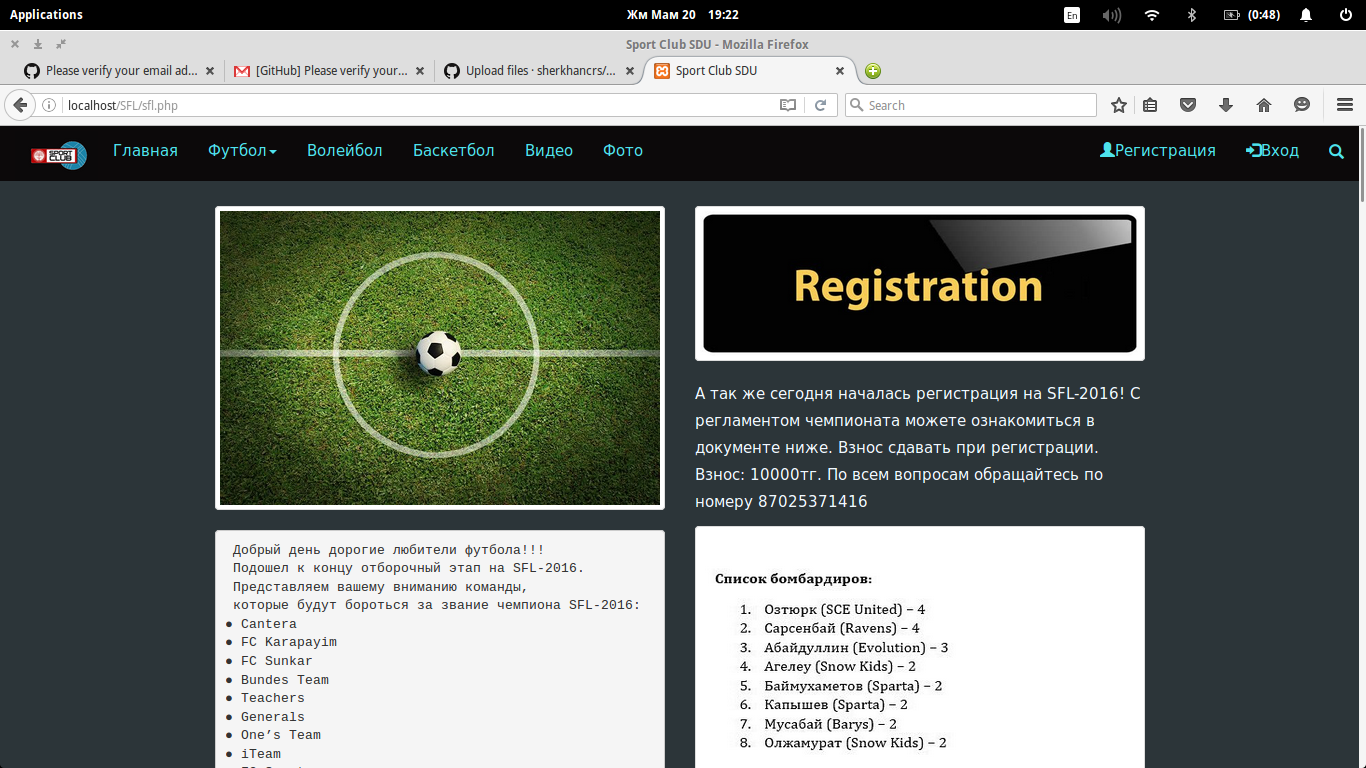 Applications
Жм Мам 20 19:22
En
(0:48)
Sport Club SDU - Mozilla Firefox
Please verify your email ad...
[GitHub] Please verify your...
Upload files · sherkhancrs/...
Sport Club SDU
localhost/SFL/sfl.php
Search
SPORT CLUB
Главная
Футбол
Волейбол
Баскетбол
Видео
Фото
Регистрация
Вход
Registration
А так же сегодня началась регистрация на SFL-2016! С
регламентом чемпионата можете ознакомиться в
документе ниже. Взнос сдавать при регистрации.
Взнос: 10000тг. По всем вопросам обращайтесь по
номеру 87025371416
Добрый день дорогие любители футбола!!!
Подошел к концу отборочный этап на SFL-2016.
Представляем вашему вниманию команды,
которые будут бороться за звание чемпиона SFL-2016:
● Cantera
● FC Karapayim
● FC Sunkar
● Bundes Team
● Teachers
● Generals
● One’s Team
● iTeam
Список бомбардиров:
1. Озтюрк (SCE United) – 4
2. Сарсенбай (Ravens) – 4
3. Абайдуллин (Evolution) – 3
4. Агелеу (Snow Kids) – 2
5. Баймухаметов (Sparta) – 2
6. Капышев (Sparta) – 2
7. Мусабай (Barys) – 2
8. Олжамурат (Snow Kids) – 2